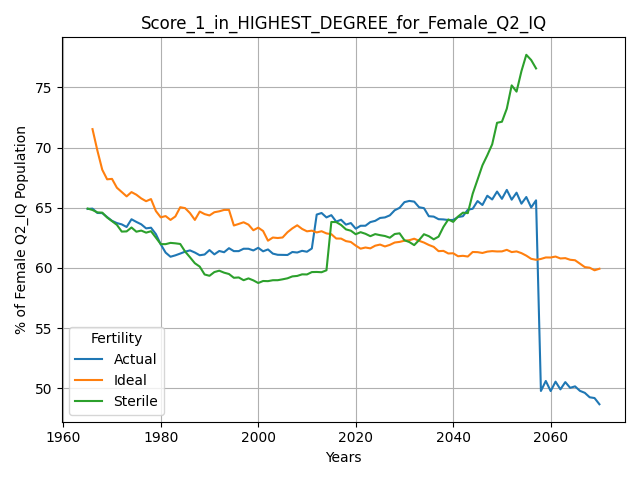 Score_1_in_HIGHEST_DEGREE_for_Female_Q2_IQ
% of Female Q2_IQ Population
75
70
65
60
55
50
Fertility
Actual
Ideal
Sterile
1960 1980 2000 2020 2040 2060
Years